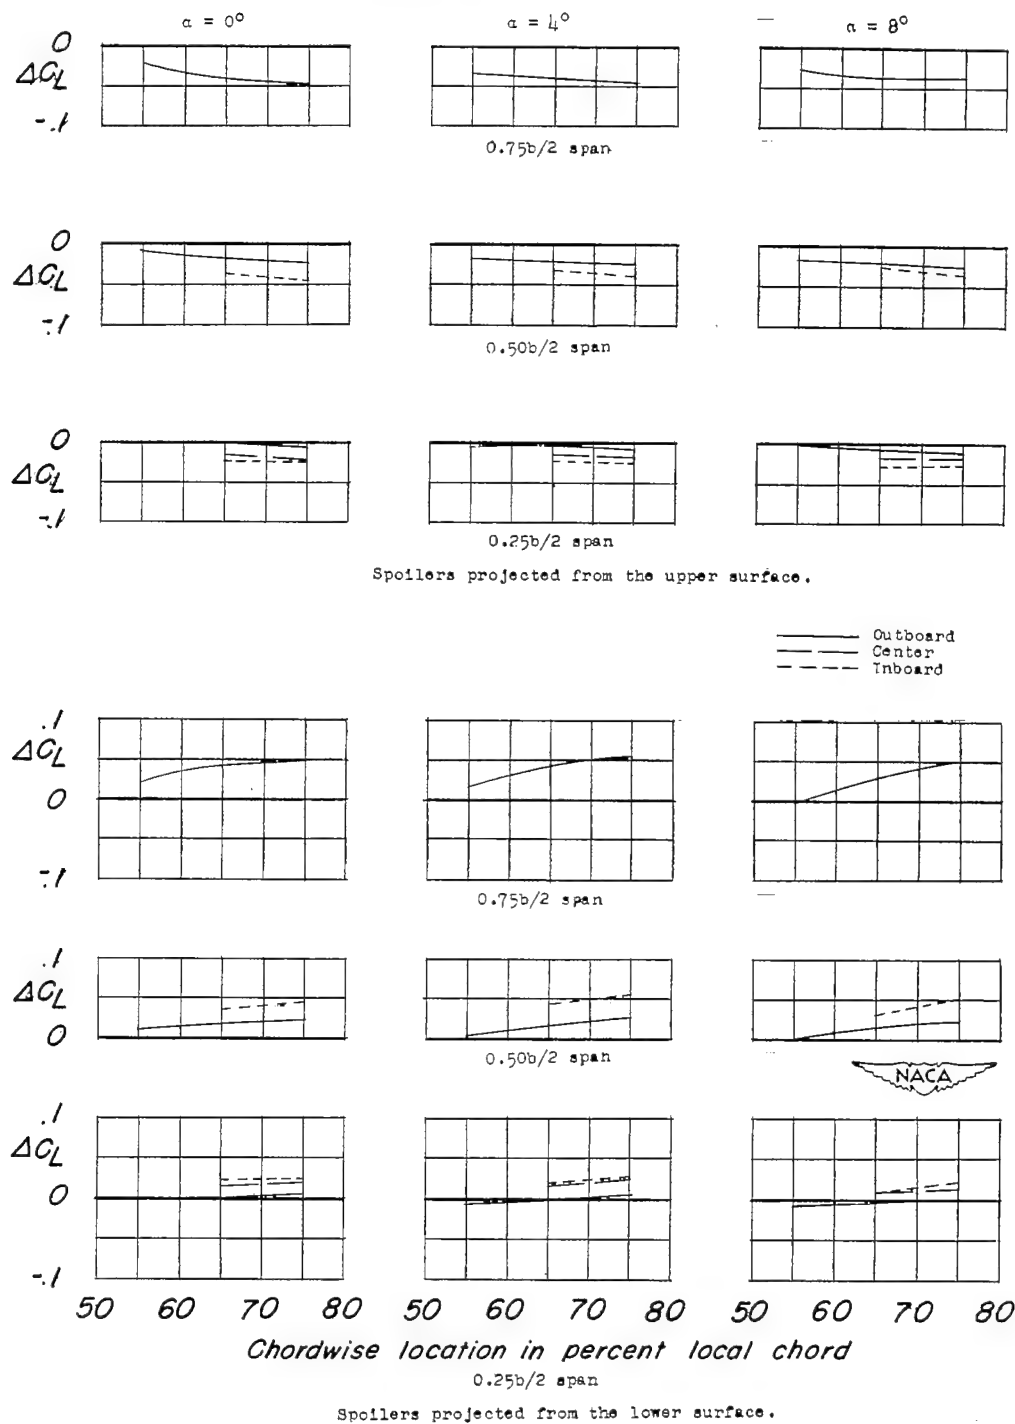 α = 0° α = 4° α = 8°
0
ΔCL
-.1
0.75b/2 span
0
ΔCL
-.1
0.50b/2 span
0
ΔCL
-.1
0.25b/2 span
Spoilers projected from the upper surface.
Outboard
Center
Inboard
.1
ΔCL
0
-.1
0.75b/2 span
.1
ΔCL
0
0.50b/2 span
NACA
.1
ΔCL
0
-.1
50 60 70 80 50 60 70 80 50 60 70 80
Chordwise location in percent local chord
0.25b/2 span
Spoilers projected from the lower surface.